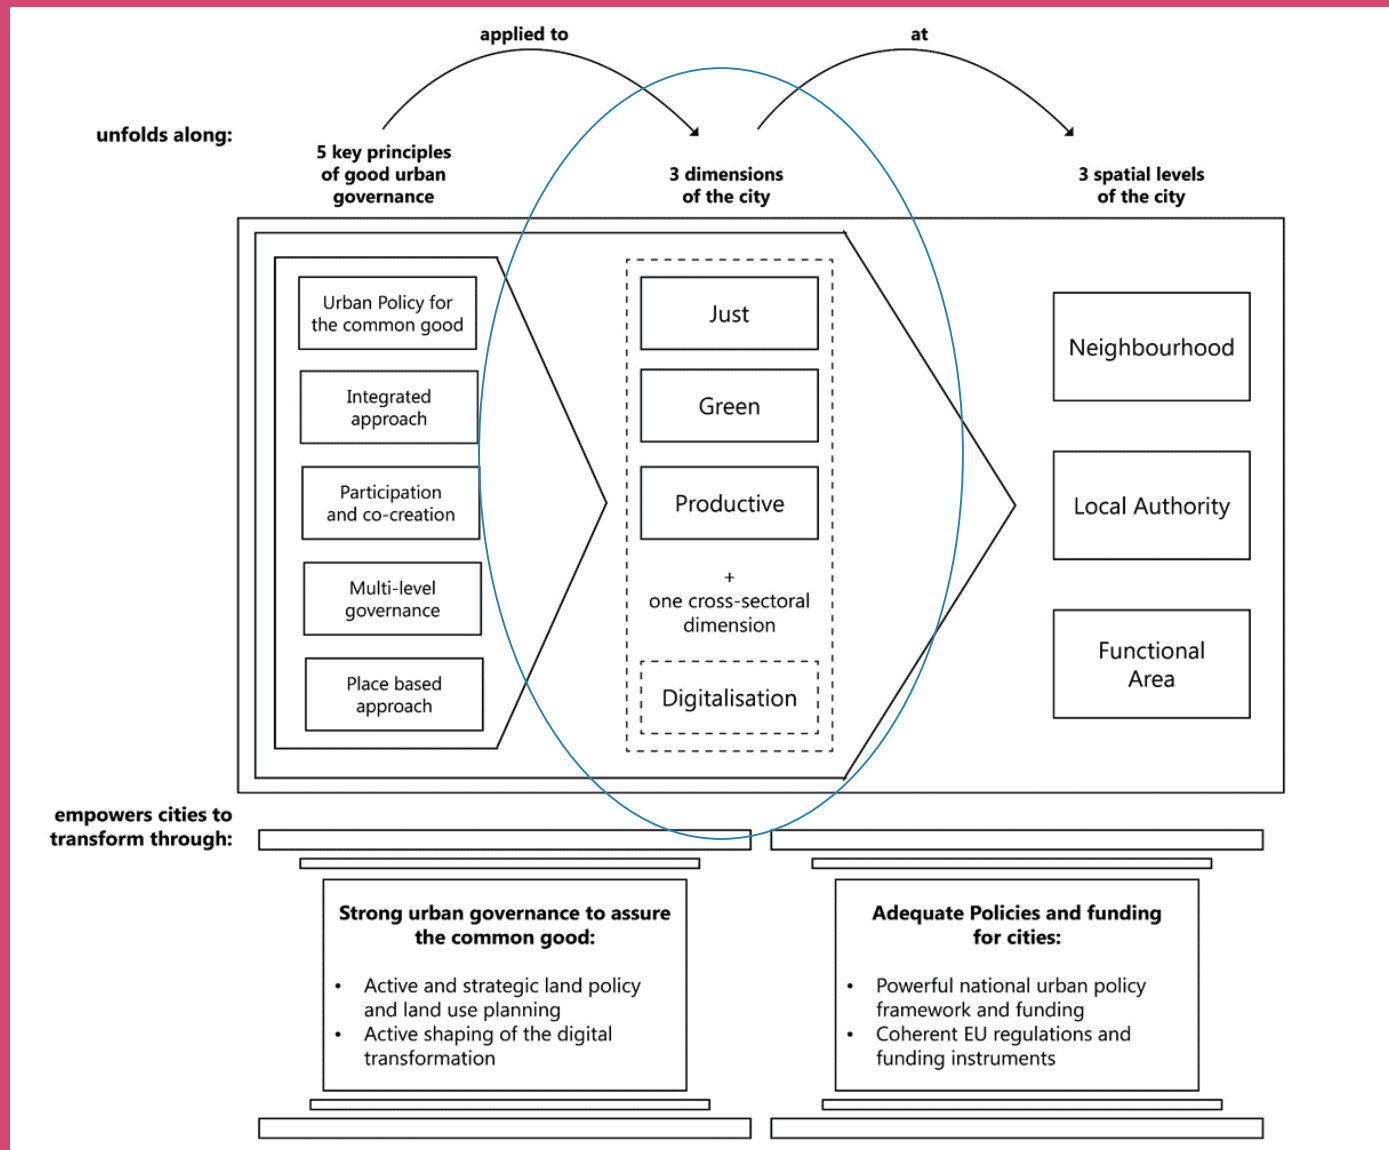 applied to
at
unfolds along:
5 key principles
of good urban
governance
3 dimensions
of the city
3 spatial levels
of the city
Urban Policy for
the common good
Integrated
approach
Participation
and co-creation
Multi-level
governance
Place based
approach
Just
Green
Productive
+
one cross-sectoral
dimension
Digitalisation
Neighbourhood
Local Authority
Functional
Area
empowers cities to
transform through:
Strong urban governance to assure
the common good:
• Active and strategic land policy
and land use planning
• Active shaping of the digital
transformation
Adequate Policies and funding
for cities:
• Powerful national urban policy
framework and funding
• Coherent EU regulations and
funding instruments